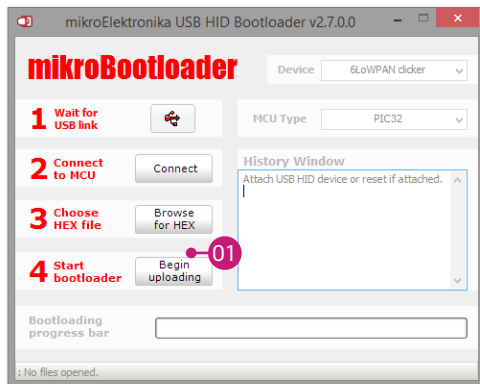 mikroElektronika USB HID Bootloader v2.7.0.0
mikroBootloader
Device 6LoWPAN clicker
1 Wait for
USB link
MCU Type PIC32
2 Connect
to MCU
Connect
History Window
Attach USB HID device or reset if attached.
3 Choose
HEX file
Browse
for HEX
01
4 Start
bootloader
Begin
uploading
Bootloading
progress bar
: No files opened.